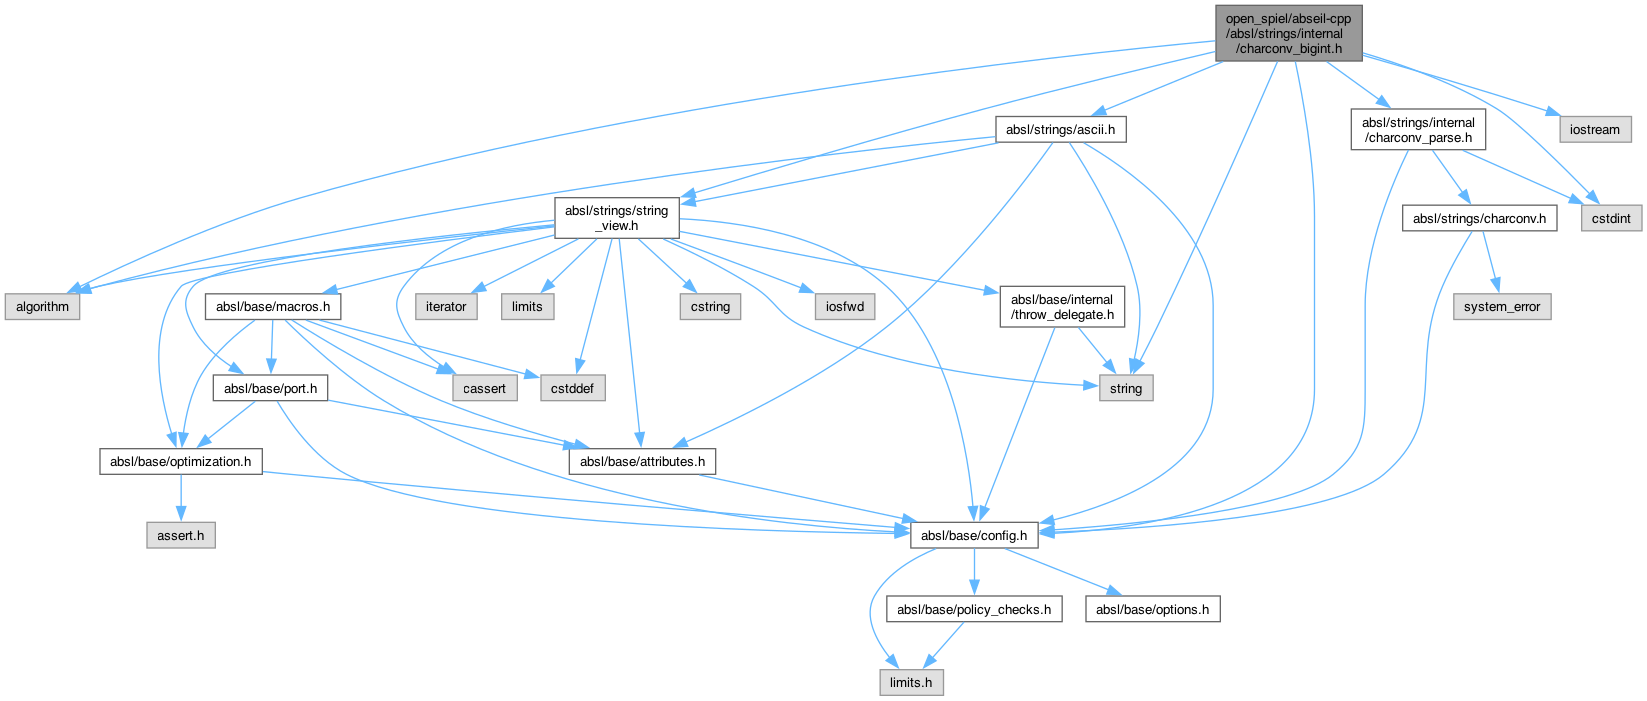 open_spiel/abseil-cpp
/absl/strings/internal
/charconv_bigint.h
absl/strings/ascii.h
absl/strings/internal
/charconv_parse.h
iostream
absl/strings/string
_view.h
absl/strings/charconv.h
cstdint
algorithm
absl/base/macros.h
iterator
limits
cstring
iosfwd
absl/base/internal
/throw_delegate.h
system_error
absl/base/port.h
cassert
cstddef
string
absl/base/optimization.h
absl/base/attributes.h
assert.h
absl/base/config.h
absl/base/policy_checks.h
absl/base/options.h
limits.h